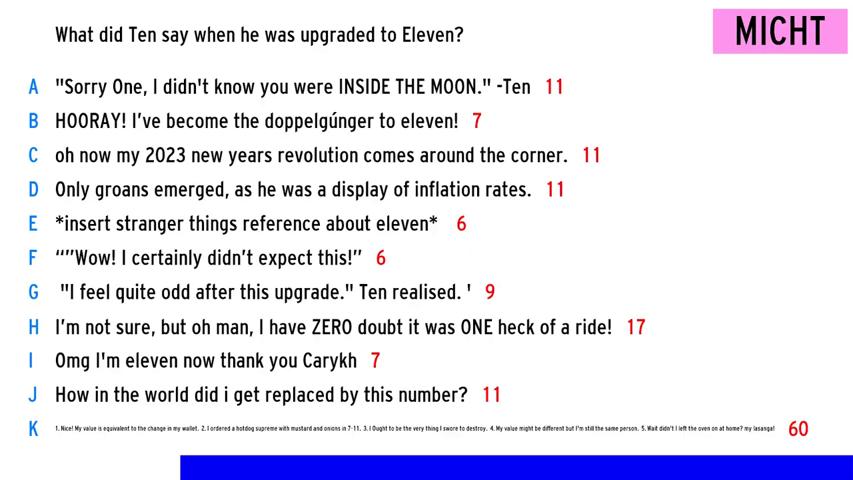 What did Ten say when he was upgraded to Eleven?
MICHT
A "Sorry One, I didn't know you were INSIDE THE MOON." -Ten 11
B HOORAY! I've become the doppelgúnger to eleven! 7
C oh now my 2023 new years revolution comes around the corner. 11
D Only groans emerged, as he was a display of inflation rates. 11
E *insert stranger things reference about eleven* 6
F “”Wow! I certainly didn’t expect this!” 6
G "I feel quite odd after this upgrade." Ten realised. ' 9
H I’m not sure, but oh man, I have ZERO doubt it was ONE heck of a ride! 17
I Omg I'm eleven now thank you Carykh 7
J How in the world did i get replaced by this number? 11
K 1. Nice! My value is equivalent to the change in my wallet. 2. I ordered a hotdog supreme with mustard and onions in 7-11. 3. I Ought to be the very thing I swore to destroy. 4. My value might be different but I'm still the same person. 5. Wait didn't I left the oven on at home? my lasanga! 60